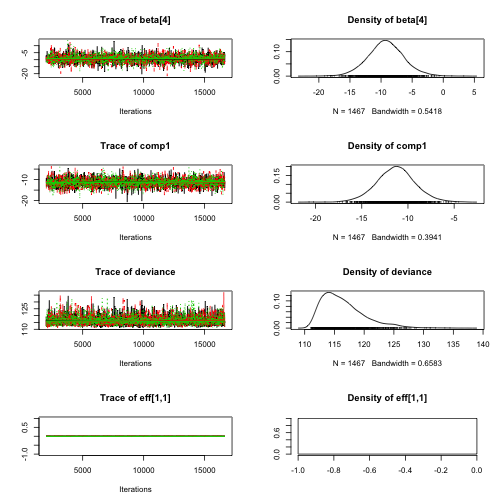 Trace of beta[4]
Density of beta[4]
-5
-20
5000 10000 15000
Iterations
0.10
0.00
-20 -15 -10 -5 0 5
N = 1467 Bandwidth = 0.5418
Trace of comp1
Density of comp1
-10
-20
5000 10000 15000
Iterations
0.15
0.00
-20 -15 -10 -5
N = 1467 Bandwidth = 0.3941
Trace of deviance
Density of deviance
125
110
5000 10000 15000
Iterations
0.10
0.00
110 115 120 125 130 135 140
N = 1467 Bandwidth = 0.6583
Trace of eff[1,1]
Density of eff[1,1]
0.5
-1.0
5000 10000 15000
Iterations
0.6
0.0
-1.0 -0.8 -0.6 -0.4 -0.2 0.0